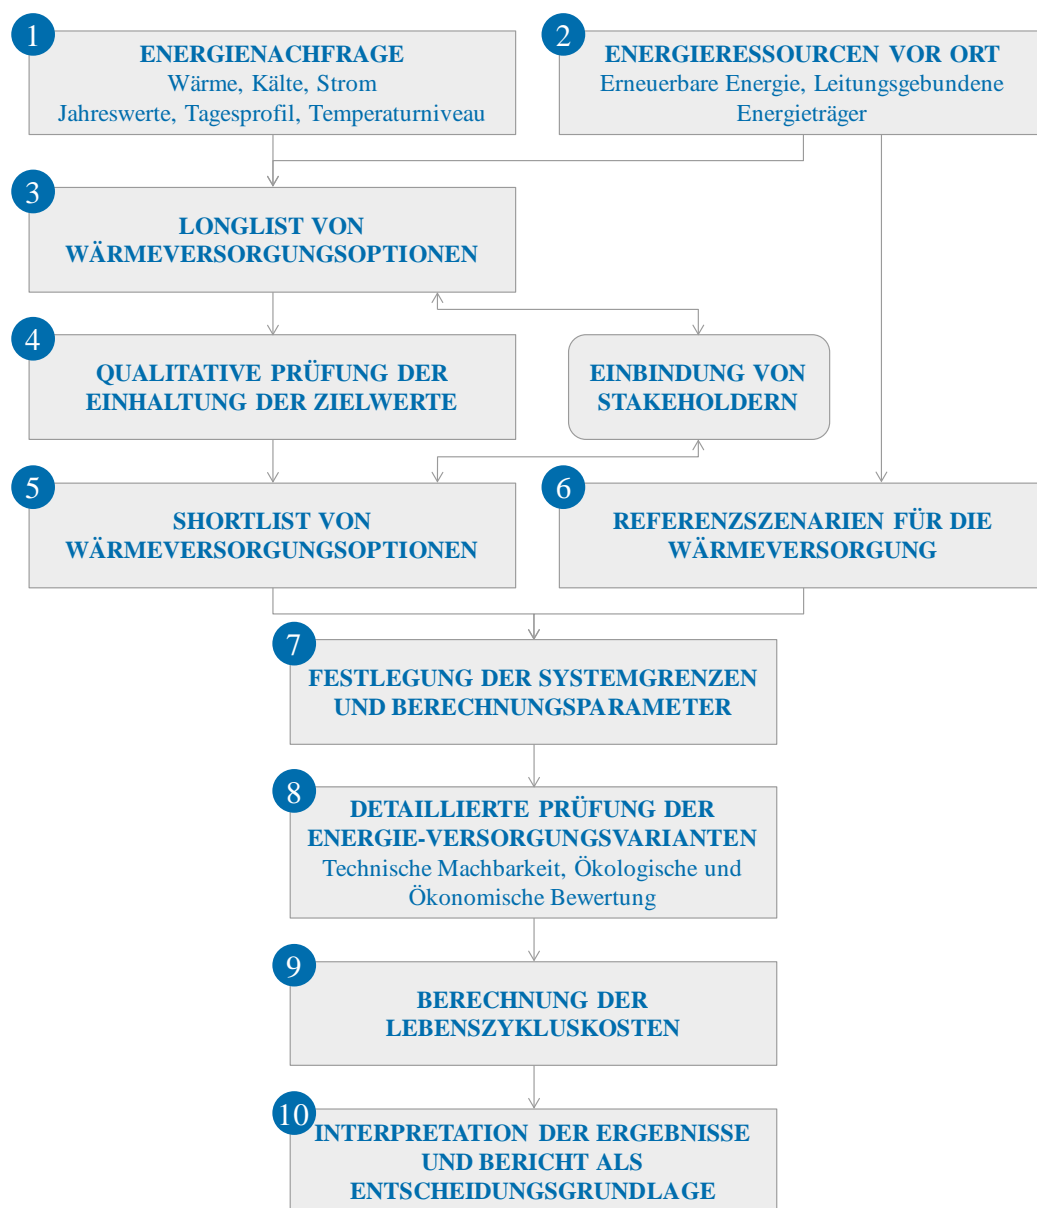 1
ENERGIENACHFRAGE
Wärme, Kälte, Strom
Jahreswerte, Tagesprofil, Temperaturniveau
2
ENERGIERESSOURCEN VOR ORT
Erneuerbare Energie, Leitungsgebundene
Energieträger
3
LONGLIST VON
WÄRMEVERSORGUNGSOPTIONEN
4
QUALITATIVE PRÜFUNG DER
EINHALTUNG DER ZIELWERTE
EINBINDUNG VON
STAKEHOLDERN
5
SHORTLIST VON
WÄRMEVERSORGUNGSOPTIONEN
6
REFERENZSZENARIEN FÜR DIE
WÄRMEVERSORGUNG
7
FESTLEGUNG DER SYSTEMGRENZEN
UND BERECHNUNGSPARAMETER
8
DETAILLIERTE PRÜFUNG DER
ENERGIE-VERSORGUNGSVARIANTEN
Technische Machbarkeit, Ökologische und
Ökonomische Bewertung
9
BERECHNUNG DER
LEBENSZYKLUSKOSTEN
10
INTERPRETATION DER ERGEBNISSE
UND BERICHT ALS
ENTSCHEIDUNGSGRUNDLAGE